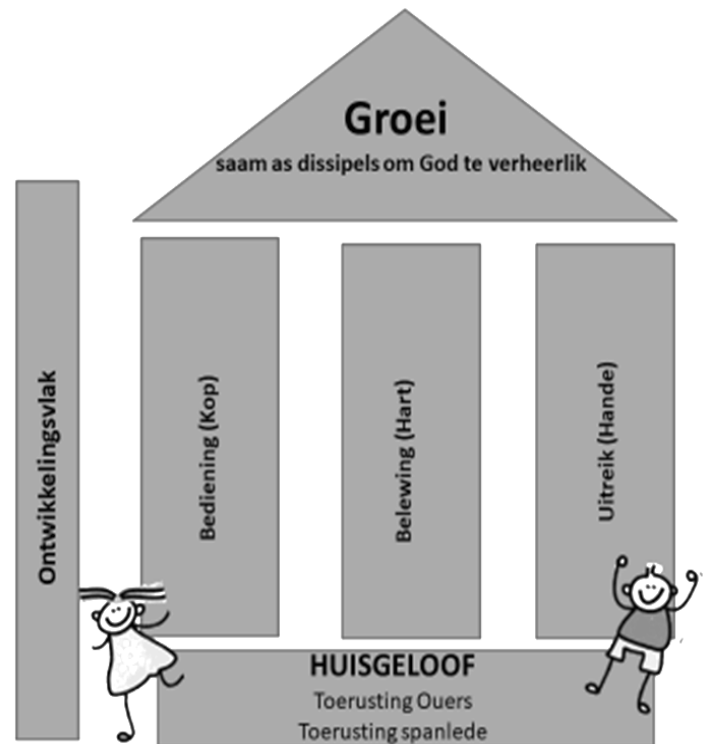 Groei
saam as dissipels om God te verheerlik
Ontwikkelingsvlak
Bediening (Kop)
Belewing (Hart)
Uitreik (Hande)
HUISGELOOF
Toerusting Ouers
Toerusting spanlede